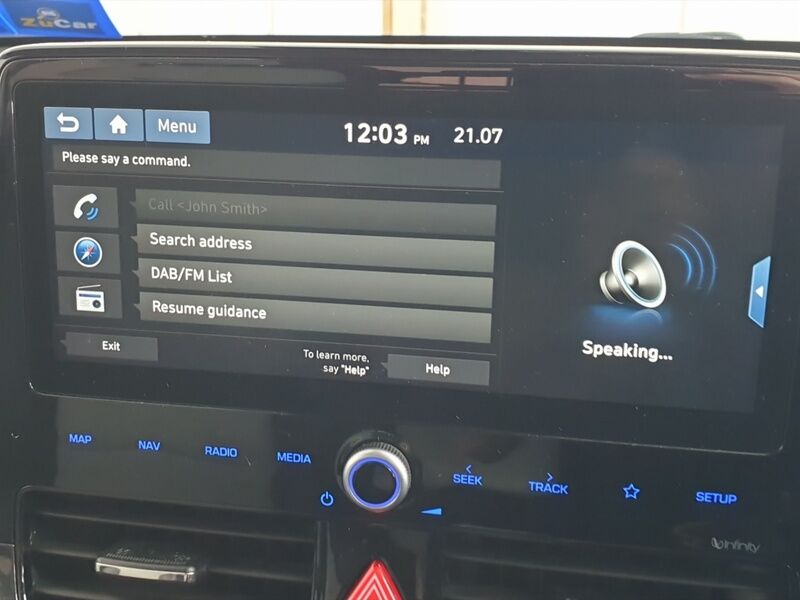 ZuCar
Menu
12:03 PM 21.07
Please say a command.
Call <John Smith>
Search address
DAB/FM List
Resume guidance
Exit
To learn more,
say "Help"
Help
Speaking...
MAP
NAV
RADIO
MEDIA
SEEK
TRACK
SETUP
Infinity